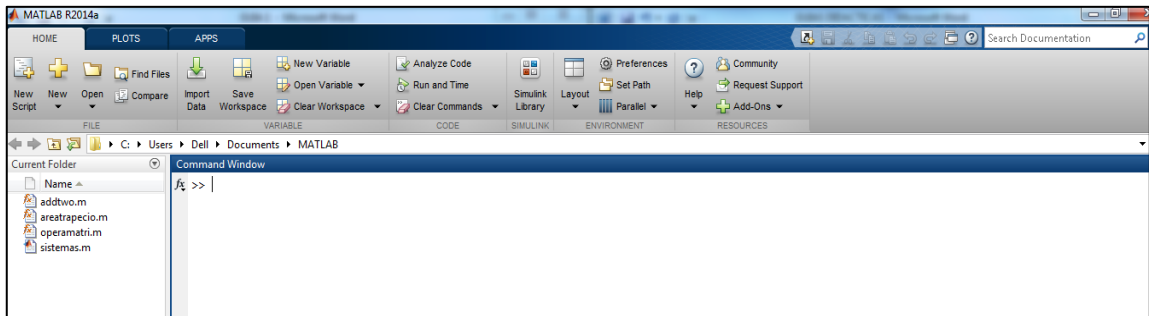 MATLAB R2014a
HOME PLOTS APPS
Search Documentation
New Script
New
Open
Find Files
Compare
FILE
Import Data
Save Workspace
New Variable
Open Variable
Clear Workspace
VARIABLE
Analyze Code
Run and Time
Clear Commands
CODE
Simulink Library
SIMULINK
Layout
Preferences
Set Path
Parallel
ENVIRONMENT
Help
Community
Request Support
Add-Ons
RESOURCES
C: Users Dell Documents MATLAB
Current Folder
Name
addtwo.m
areatrapecio.m
operamatri.m
sistemas.m
Command Window
fx >>